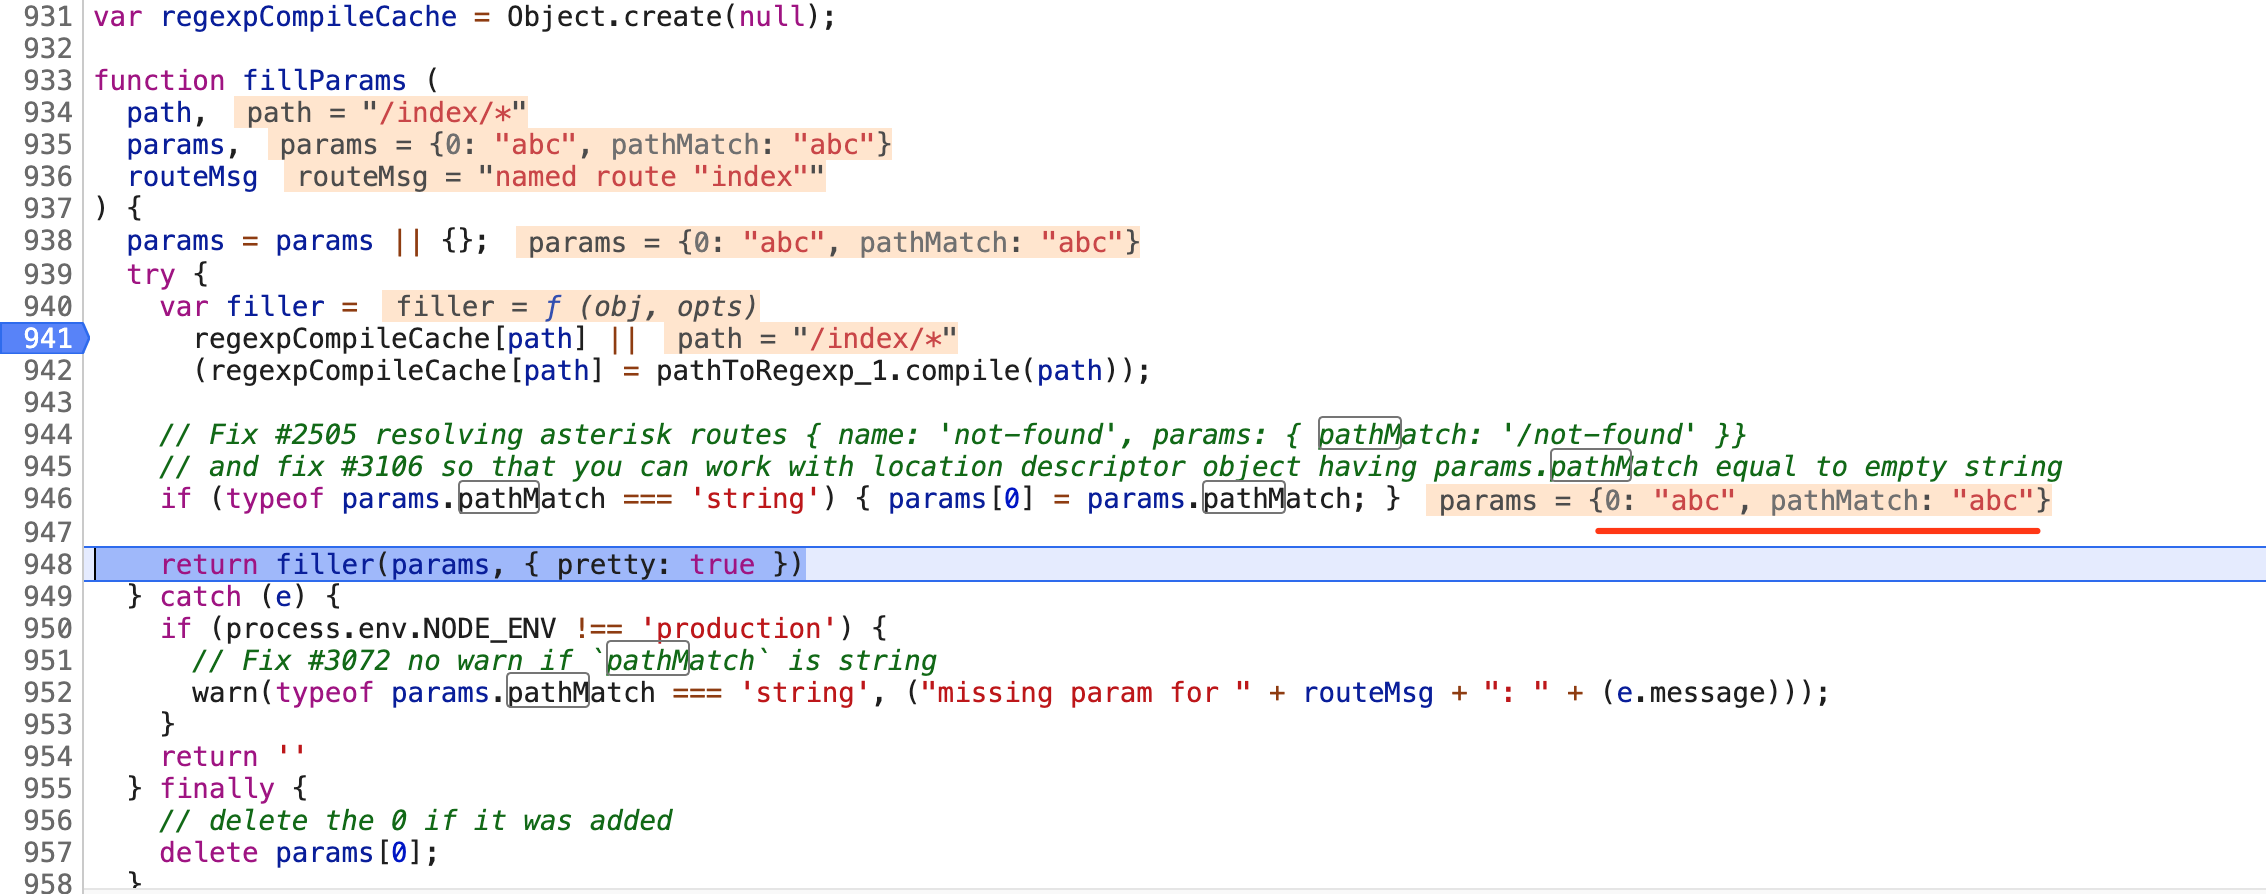 931 var regexpCompileCache = Object.create(null);
932
933 function fillParams (
934   path,  path = "/index/*"
935   params,  params = {0: "abc", pathMatch: "abc"}
936   routeMsg  routeMsg = "named route "index""
937 ) {
938   params = params || {};  params = {0: "abc", pathMatch: "abc"}
939   try {
940     var filler =  filler = ƒ (obj, opts)
941       regexpCompileCache[path] ||  path = "/index/*"
942       (regexpCompileCache[path] = pathToRegexp_1.compile(path));
943
944     // Fix #2505 resolving asterisk routes { name: 'not-found', params: { pathMatch: '/not-found' }}
945     // and fix #3106 so that you can work with location descriptor object having params.pathMatch equal to empty string
946     if (typeof params.pathMatch === 'string') { params[0] = params.pathMatch; }  params = {0: "abc", pathMatch: "abc"}
947
948     return filler(params, { pretty: true })
949   } catch (e) {
950     if (process.env.NODE_ENV !== 'production') {
951       // Fix #3072 no warn if `pathMatch` is string
952       warn(typeof params.pathMatch === 'string', ("missing param for " + routeMsg + ": " + (e.message)));
953     }
954     return ''
955   } finally {
956     // delete the 0 if it was added
957     delete params[0];
958   }